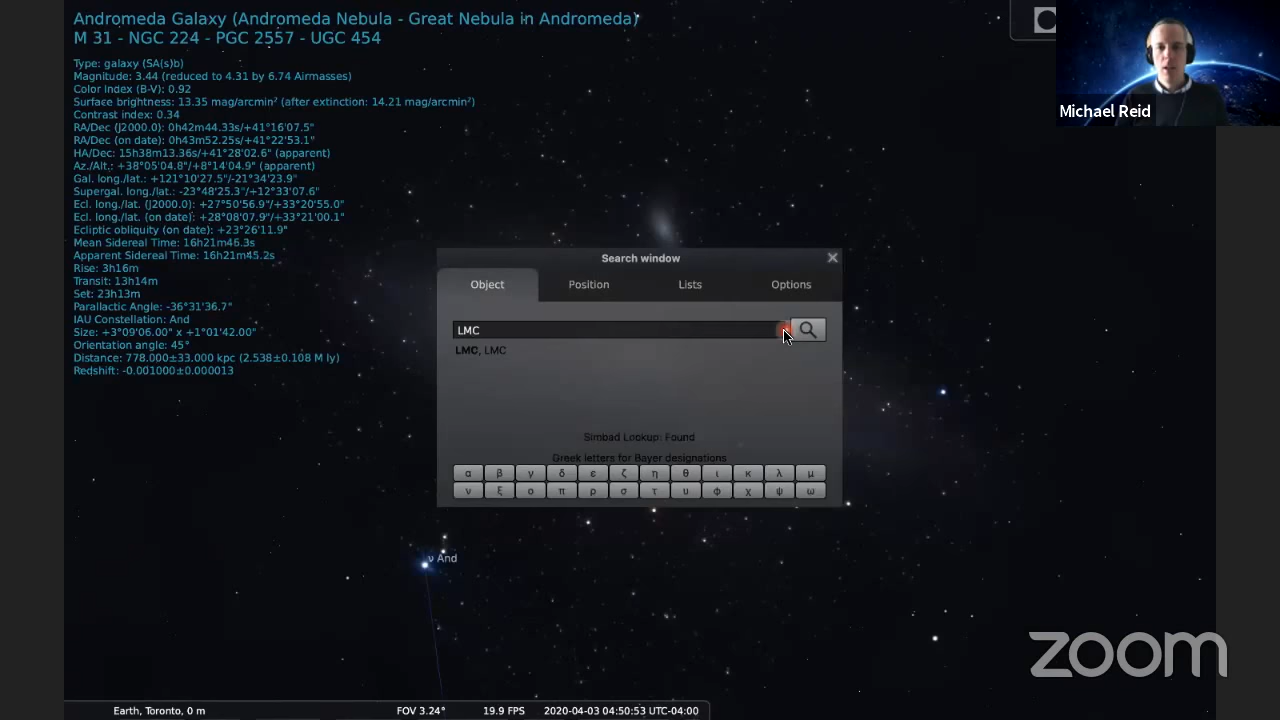 Andromeda Galaxy (Andromeda Nebula - Great Nebula in Andromeda)
M 31 - NGC 224 - PGC 2557 - UGC 454
Type: galaxy (SA(s)b)
Magnitude: 3.44 (reduced to 4.31 by 6.74 Airmasses)
Color Index (B-V): 0.92
Surface brightness: 13.35 mag/arcmin² (after extinction: 14.21 mag/arcmin²)
Contrast index: 0.34
RA/Dec (J2000.0): 0h42m44.33s/+41°16'07.5"
RA/Dec (on date): 0h43m52.25s/+41°22'53.1"
HA/Dec: 15h38m13.36s/+41°28'02.6" (apparent)
Az./Alt.: +38°05'04.8"/+8°14'04.9" (apparent)
Gal. long./lat.: +121°10'27.5"/-21°34'23.9"
Supergal. long./lat.: -23°48'25.3"/+12°33'07.6"
Ecl. long./lat. (J2000.0): +27°50'56.9"/+33°20'55.0"
Ecl. long./lat. (on date): +28°08'07.9"/+33°21'00.1"
Ecliptic obliquity (on date): +23°26'11.9"
Mean Sidereal Time: 16h21m46.3s
Apparent Sidereal Time: 16h21m45.2s
Rise: 3h16m
Transit: 13h14m
Set: 23h13m
Parallactic Angle: -36°31'36.7"
IAU Constellation: And
Size: +3°09'06.00" x +1°01'42.00"
Orientation angle: 45°
Distance: 778.000±33.000 kpc (2.538±0.108 M ly)
Redshift: -0.001000±0.000013
Michael Reid
Search window
Object Position Lists Options
LMC
LMC, LMC
Simbad Lookup: Found
Greek letters for Bayer designations
α β γ δ ε ζ η θ ι κ λ μ
ν ξ ο π ρ σ τ υ φ χ ψ ω
υ And
zoom
Earth, Toronto, 0 m FOV 3.24° 19.9 FPS 2020-04-03 04:50:53 UTC-04:00